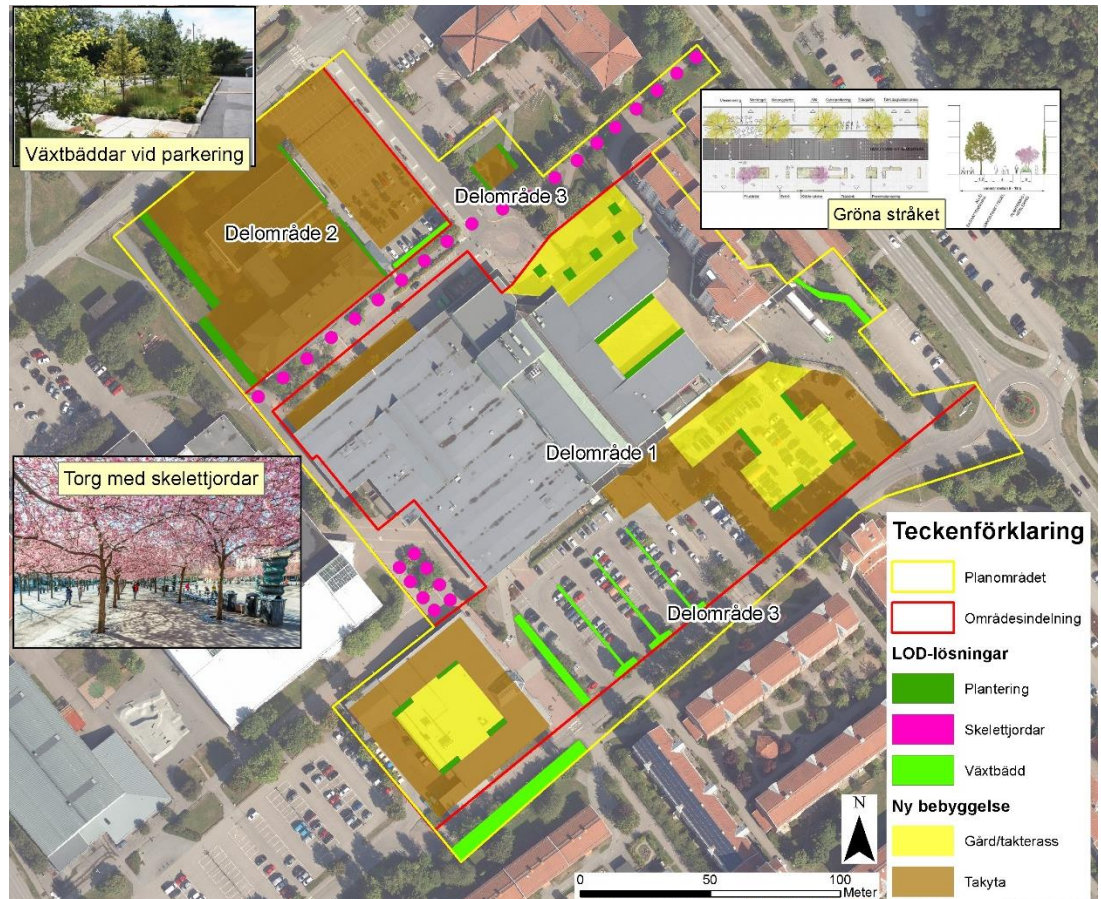 Växtbäddar vid parkering
Gröna stråket
Delområde 3
Delområde 2
Delområde 1
Torg med skelettjordar
Delområde 3
Teckenförklaring
Planområdet
Områdesindelning
LOD-lösningar
Plantering
Skelettjordar
Växtbädd
Ny bebyggelse
Gård/takterass
Takyta
N
0 50 100
Meter